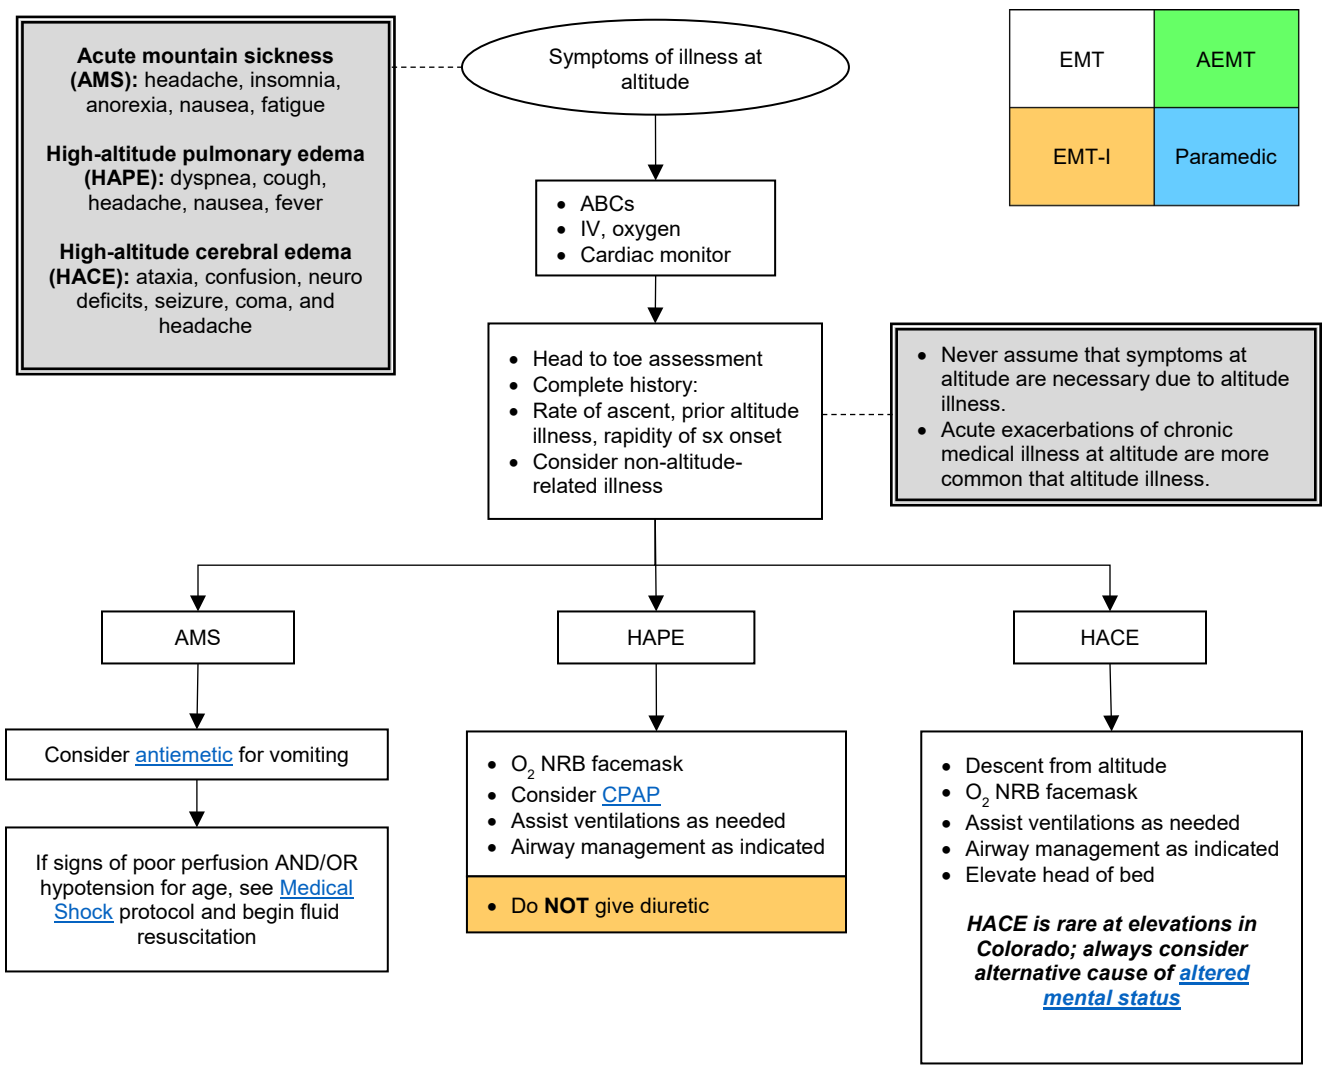 Acute mountain sickness
(AMS): headache, insomnia,
anorexia, nausea, fatigue
High-altitude pulmonary edema
(HAPE): dyspnea, cough,
headache, nausea, fever
High-altitude cerebral edema
(HACE): ataxia, confusion, neuro
deficits, seizure, coma, and
headache
Symptoms of illness at
altitude
EMT
AEMT
EMT-I
Paramedic
• ABCs
• IV, oxygen
• Cardiac monitor
• Head to toe assessment
• Complete history:
• Rate of ascent, prior altitude
illness, rapidity of sx onset
• Consider non-altitude-
related illness
• Never assume that symptoms at
altitude are necessary due to altitude
illness.
• Acute exacerbations of chronic
medical illness at altitude are more
common that altitude illness.
AMS
Consider antiemetic for vomiting
If signs of poor perfusion AND/OR
hypotension for age, see Medical
Shock protocol and begin fluid
resuscitation
HAPE
• O2 NRB facemask
• Consider CPAP
• Assist ventilations as needed
• Airway management as indicated
• Do NOT give diuretic
HACE
• Descent from altitude
• O2 NRB facemask
• Assist ventilations as needed
• Airway management as indicated
• Elevate head of bed
HACE is rare at elevations in
Colorado; always consider
alternative cause of altered
mental status